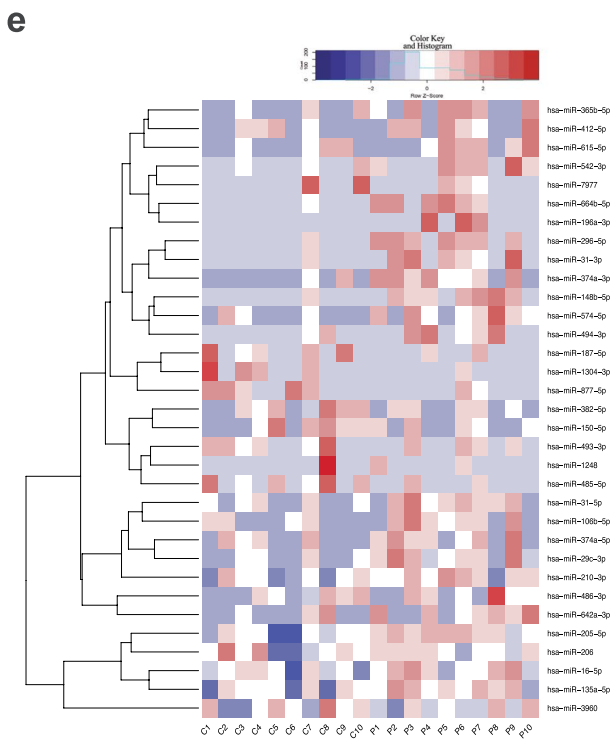 e
Color Key
and Histogram
200
100
0
−2
0
2
Row Z−Score
hsa−miR−365b−5p
hsa−miR−412−5p
hsa−miR−615−5p
hsa−miR−542−3p
hsa−miR−7977
hsa−miR−664b−5p
hsa−miR−196a−3p
hsa−miR−296−5p
hsa−miR−31−3p
hsa−miR−374a−3p
hsa−miR−148b−5p
hsa−miR−574−5p
hsa−miR−494−3p
hsa−miR−187−5p
hsa−miR−1304−3p
hsa−miR−877−5p
hsa−miR−382−5p
hsa−miR−150−5p
hsa−miR−493−3p
hsa−miR−1248
hsa−miR−485−5p
hsa−miR−31−5p
hsa−miR−106b−5p
hsa−miR−374a−5p
hsa−miR−29c−3p
hsa−miR−210−3p
hsa−miR−486−3p
hsa−miR−642a−3p
hsa−miR−205−5p
hsa−miR−206
hsa−miR−16−5p
hsa−miR−135a−5p
hsa−miR−3960
C1 C2 C3 C4 C5 C6 C7 C8 C9 C10 P1 P2 P3 P4 P5 P6 P7 P8 P9 P10